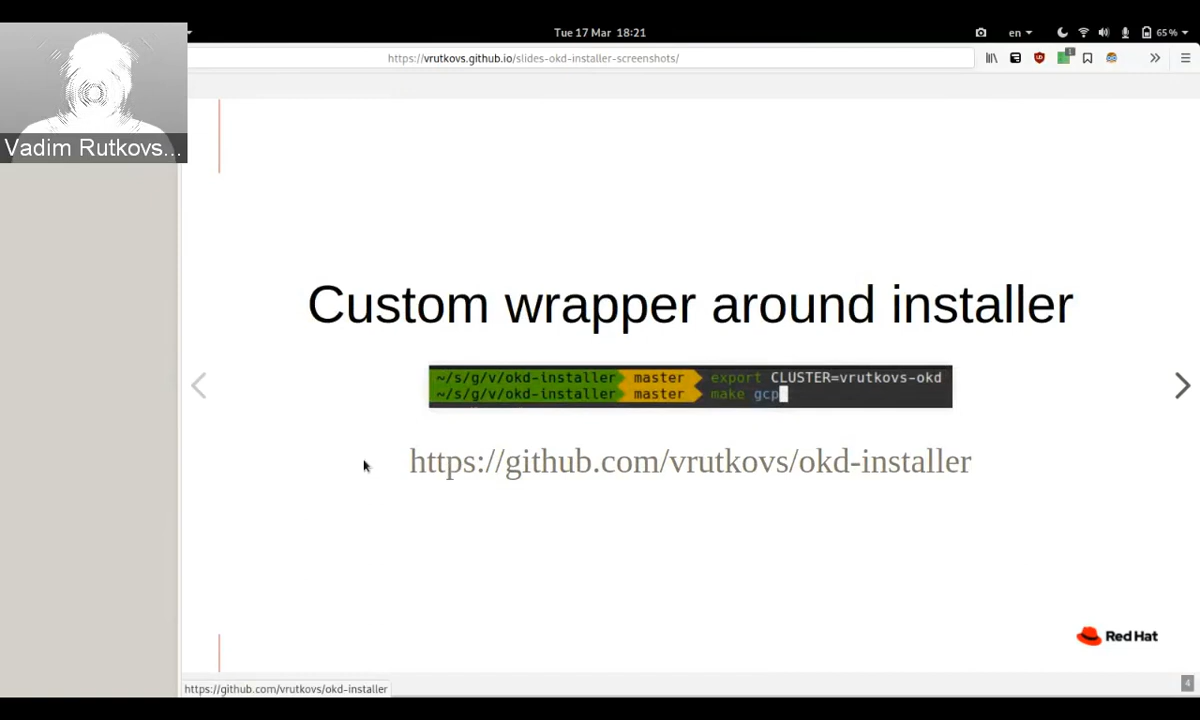 Tue 17 Mar 18:21
en
65%
https://vrutkovs.github.io/slides-okd-installer-screenshots/
1
Vadim Rutkovs...
Custom wrapper around installer
~/s/g/v/okd-installer master export CLUSTER=vrutkovs-okd
~/s/g/v/okd-installer master make gcp
https://github.com/vrutkovs/okd-installer
Red Hat
https://github.com/vrutkovs/okd-installer
4